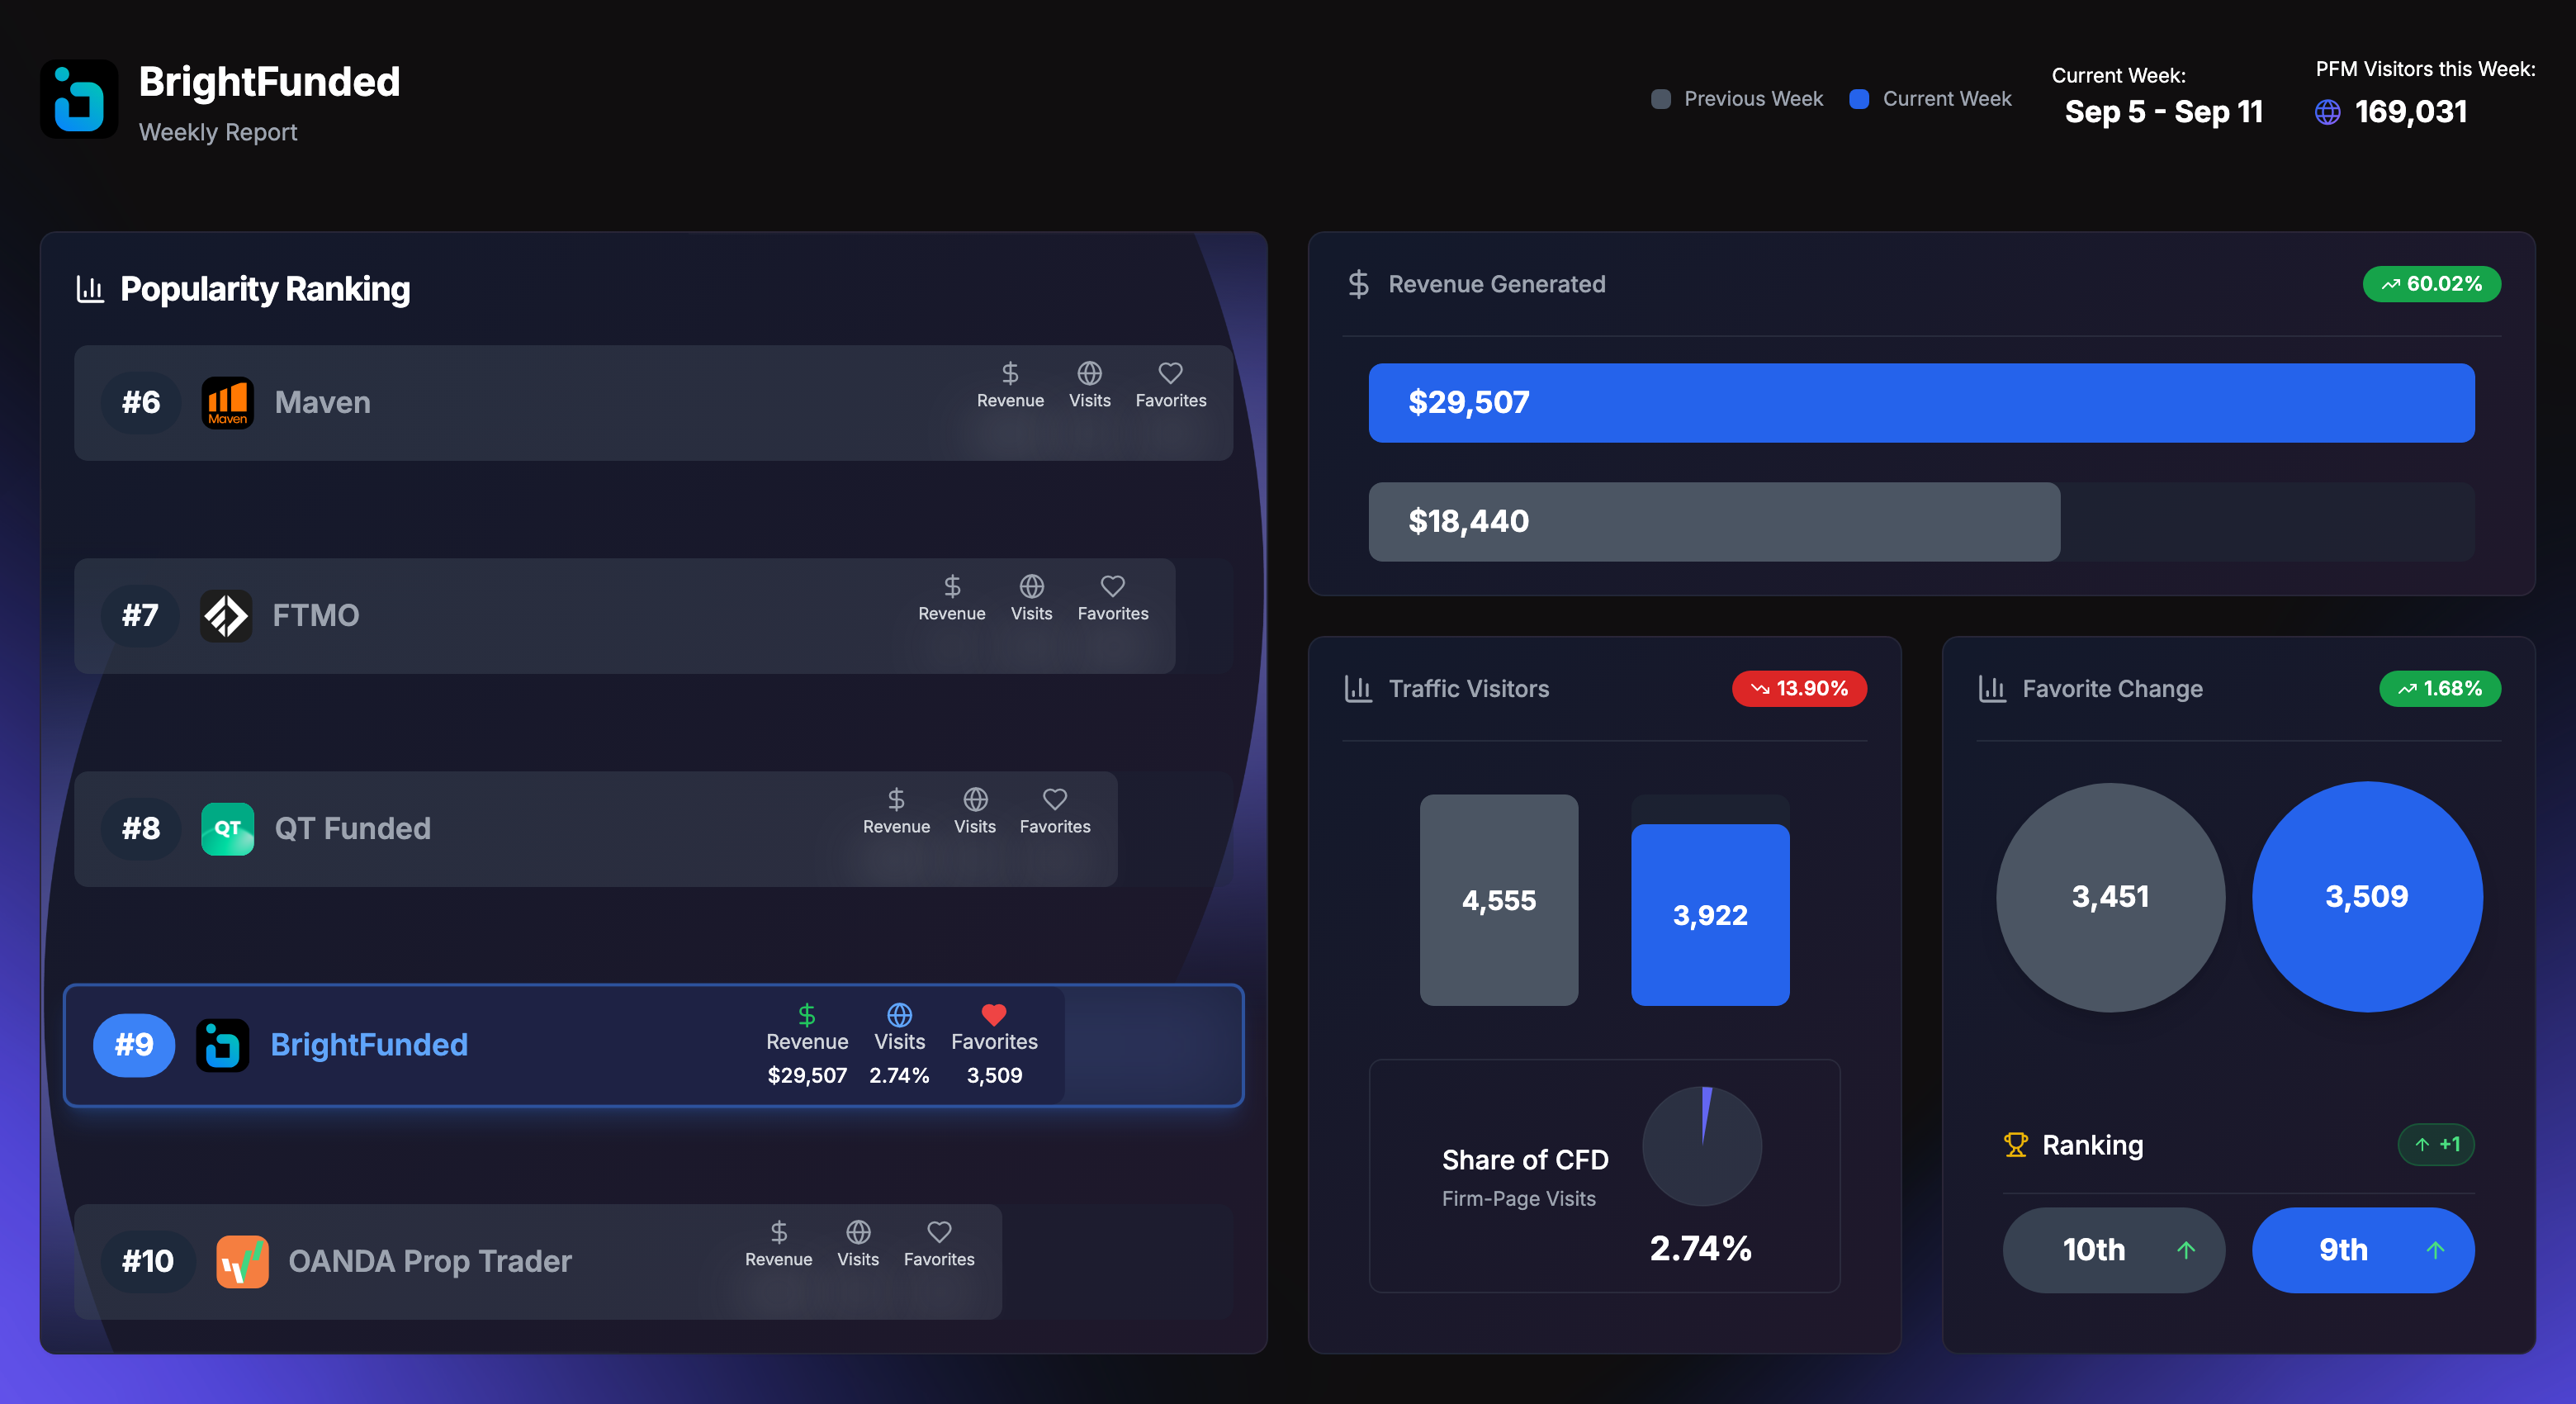 BrightFunded
Weekly Report
Previous Week
Current Week
Current Week:
Sep 5 - Sep 11
PFM Visitors this Week:
169,031
Popularity Ranking
#6
Maven
Maven
Revenue
Visits
Favorites
#7
FTMO
Revenue
Visits
Favorites
#8
QT
QT Funded
Revenue
Visits
Favorites
#9
BrightFunded
Revenue
Visits
Favorites
$29,507
2.74%
3,509
#10
OANDA Prop Trader
Revenue
Visits
Favorites
Revenue Generated
60.02%
$29,507
$18,440
Traffic Visitors
13.90%
4,555
3,922
Share of CFD
Firm-Page Visits
2.74%
Favorite Change
1.68%
3,451
3,509
Ranking
+1
10th
9th